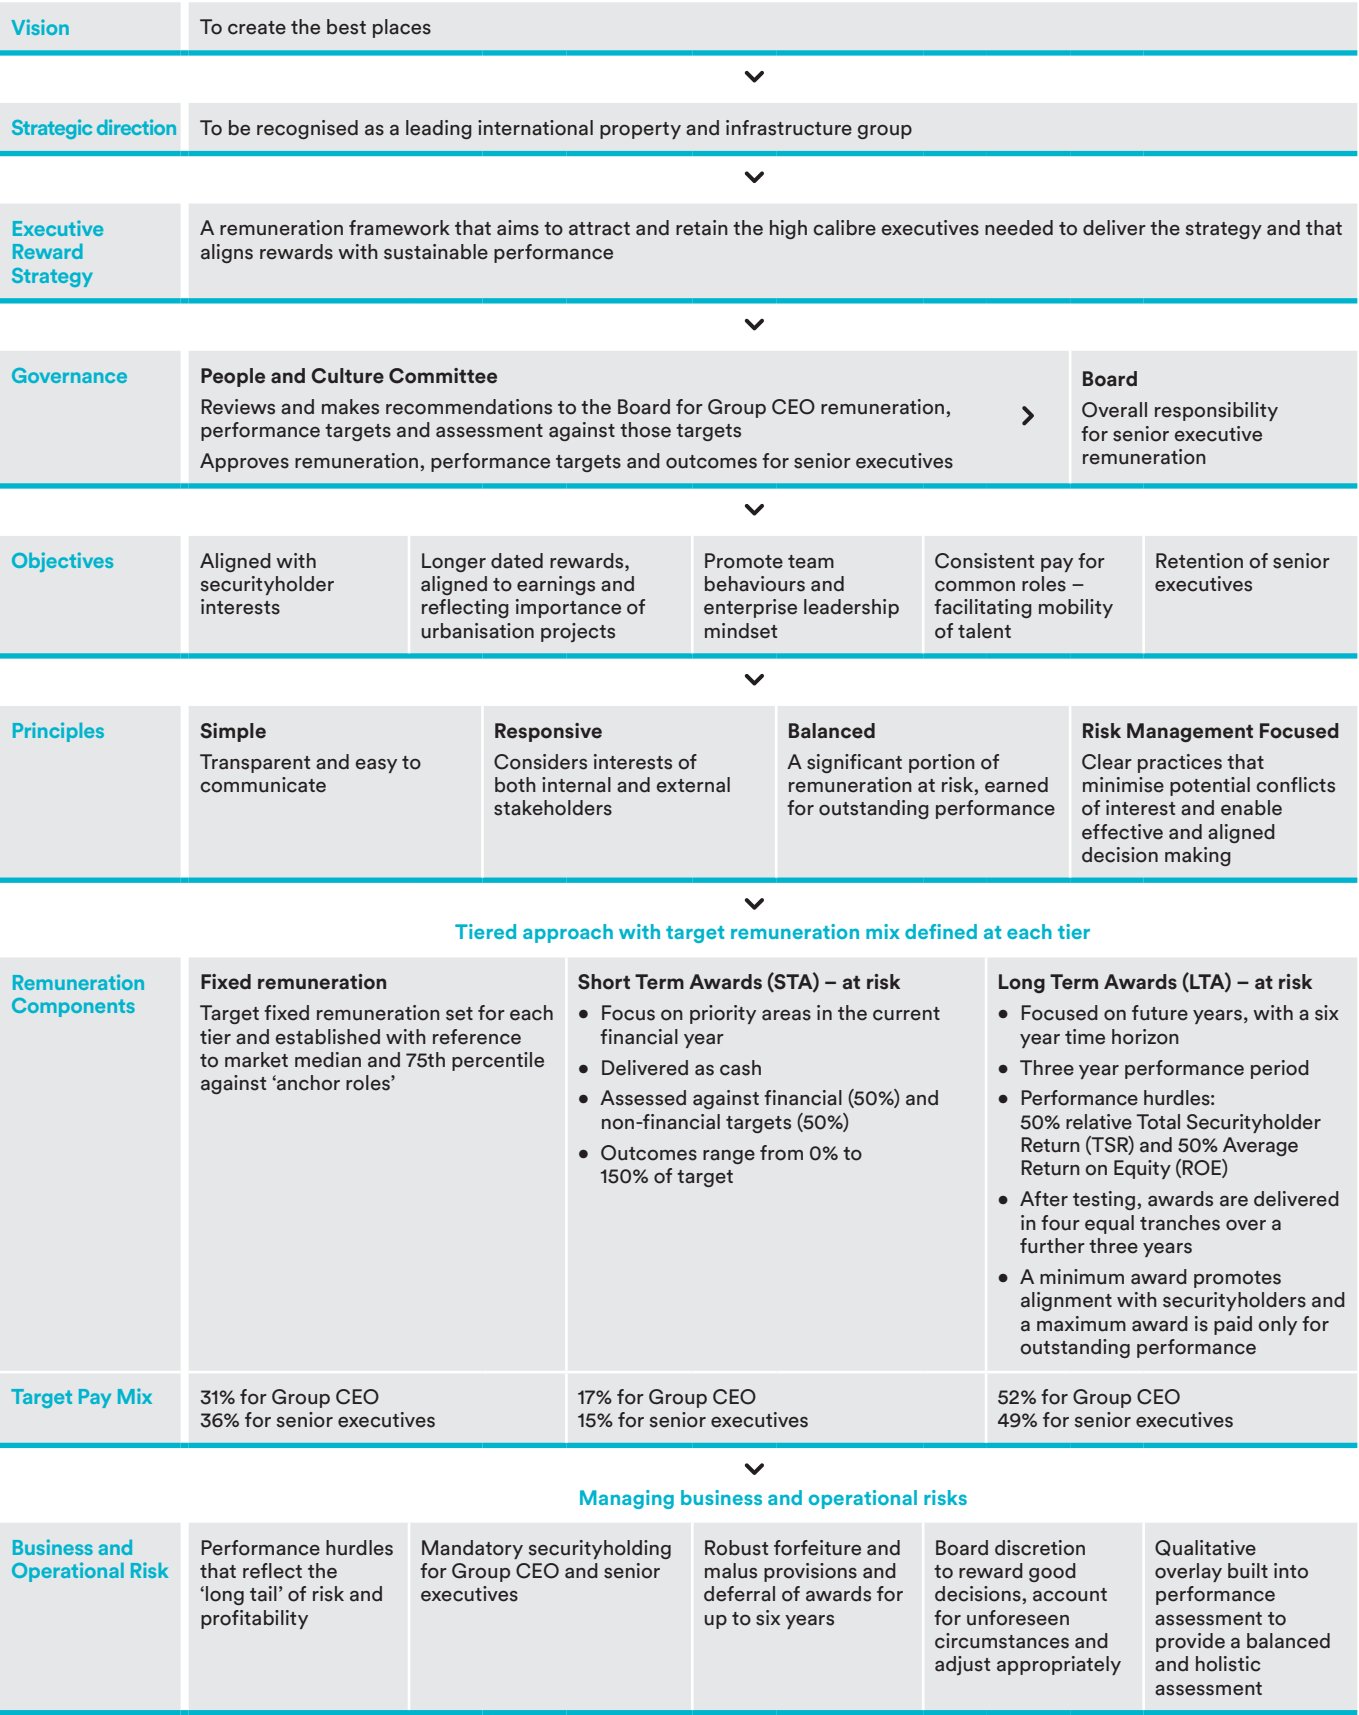 Vision
To create the best places
Strategic direction
To be recognised as a leading international property and infrastructure group
Executive
Reward
Strategy
A remuneration framework that aims to attract and retain the high calibre executives needed to deliver the strategy and that
aligns rewards with sustainable performance
Governance
People and Culture Committee
Reviews and makes recommendations to the Board for Group CEO remuneration,
performance targets and assessment against those targets
Approves remuneration, performance targets and outcomes for senior executives
Board
Overall responsibility
for senior executive
remuneration
Objectives
Aligned with
securityholder
interests
Longer dated rewards,
aligned to earnings and
reflecting importance of
urbanisation projects
Promote team
behaviours and
enterprise leadership
mindset
Consistent pay for
common roles –
facilitating mobility
of talent
Retention of senior
executives
Principles
Simple
Transparent and easy to
communicate
Responsive
Considers interests of
both internal and external
stakeholders
Balanced
A significant portion of
remuneration at risk, earned
for outstanding performance
Risk Management Focused
Clear practices that
minimise potential conflicts
of interest and enable
effective and aligned
decision making
Tiered approach with target remuneration mix defined at each tier
Remuneration
Components
Fixed remuneration
Target fixed remuneration set for each
tier and established with reference
to market median and 75th percentile
against ‘anchor roles’
Short Term Awards (STA) – at risk
• Focus on priority areas in the current
financial year
• Delivered as cash
• Assessed against financial (50%) and
non-financial targets (50%)
• Outcomes range from 0% to
150% of target
Long Term Awards (LTA) – at risk
• Focused on future years, with a six
year time horizon
• Three year performance period
• Performance hurdles:
50% relative Total Securityholder
Return (TSR) and 50% Average
Return on Equity (ROE)
• After testing, awards are delivered
in four equal tranches over a
further three years
• A minimum award promotes
alignment with securityholders and
a maximum award is paid only for
outstanding performance
Target Pay Mix
31% for Group CEO
36% for senior executives
17% for Group CEO
15% for senior executives
52% for Group CEO
49% for senior executives
Managing business and operational risks
Business and
Operational Risk
Performance hurdles
that reflect the
‘long tail’ of risk and
profitability
Mandatory securityholding
for Group CEO and senior
executives
Robust forfeiture and
malus provisions and
deferral of awards for
up to six years
Board discretion
to reward good
decisions, account
for unforeseen
circumstances and
adjust appropriately
Qualitative
overlay built into
performance
assessment to
provide a balanced
and holistic
assessment